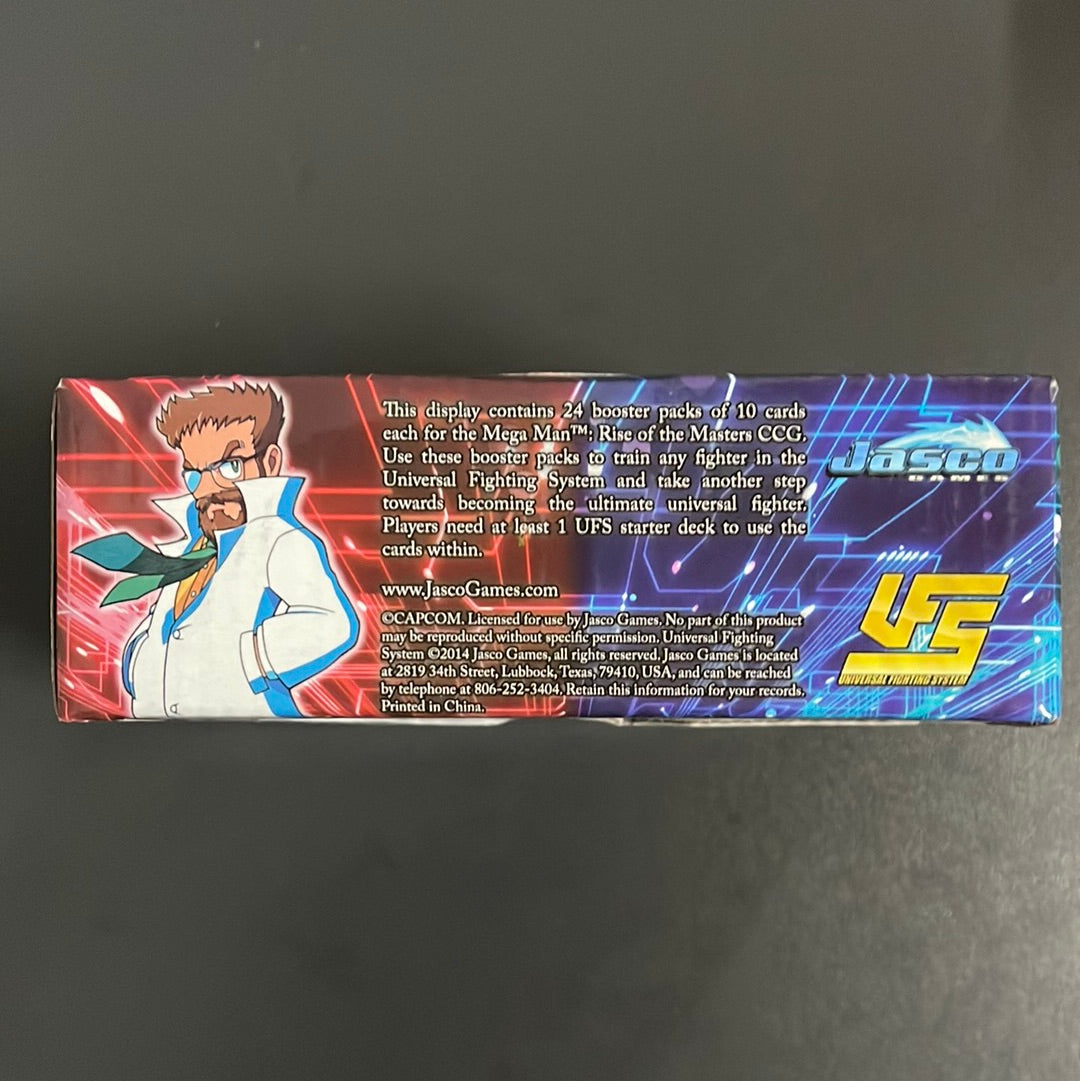 This display contains 24 booster packs of 10 cards
each for the Mega Man™: Rise of the Masters CCG.
Use these booster packs to train any fighter in the
Universal Fighting System and take another step
towards becoming the ultimate universal fighter.
Players need at least 1 UFS starter deck to use the
cards within.
www.JascoGames.com
©CAPCOM. Licensed for use by Jasco Games. No part of this product
may be reproduced without specific permission. Universal Fighting
System ©2014 Jasco Games, all rights reserved. Jasco Games is located
at 2819 34th Street, Lubbock, Texas, 79410, USA, and can be reached
by telephone at 806-252-3404. Retain this information for your records.
Printed in China.
Jasco
GAMES
UFS
UNIVERSAL FIGHTING SYSTEM